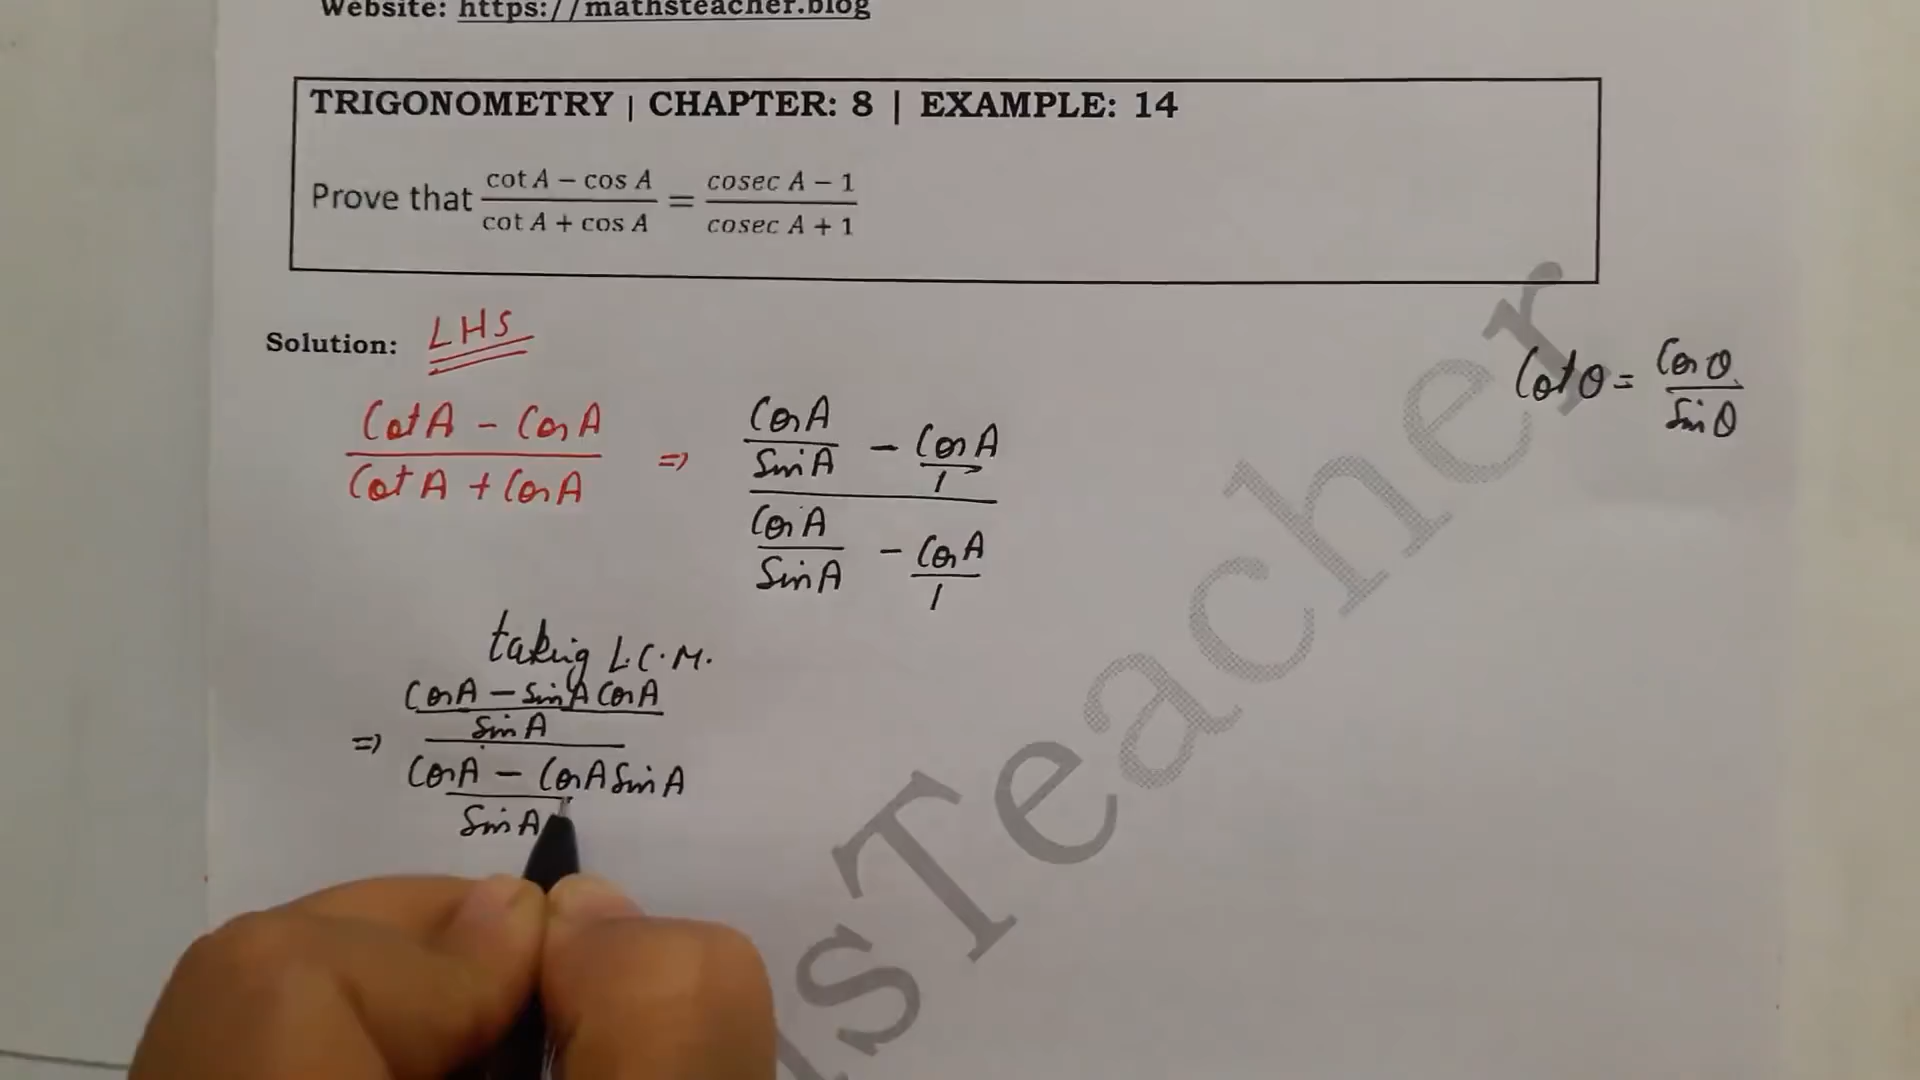 Website: https://mathsteacher.blog
TRIGONOMETRY | CHAPTER: 8 | EXAMPLE: 14
Prove that (cot A − cos A)/(cot A + cos A) = (cosec A − 1)/(cosec A + 1)
Solution: LHS
(Cot A − Cos A)/(Cot A + Cos A) ⇒ (Cos A/Sin A − Cos A/1)/(Cos A/Sin A − Cos A/1)
Cot θ = Cos θ/Sin θ
taking L.C.M.
⇒ ((Cos A − Sin A Cos A)/Sin A)/((Cos A − Cos A Sin A)/Sin A)
sTeacher